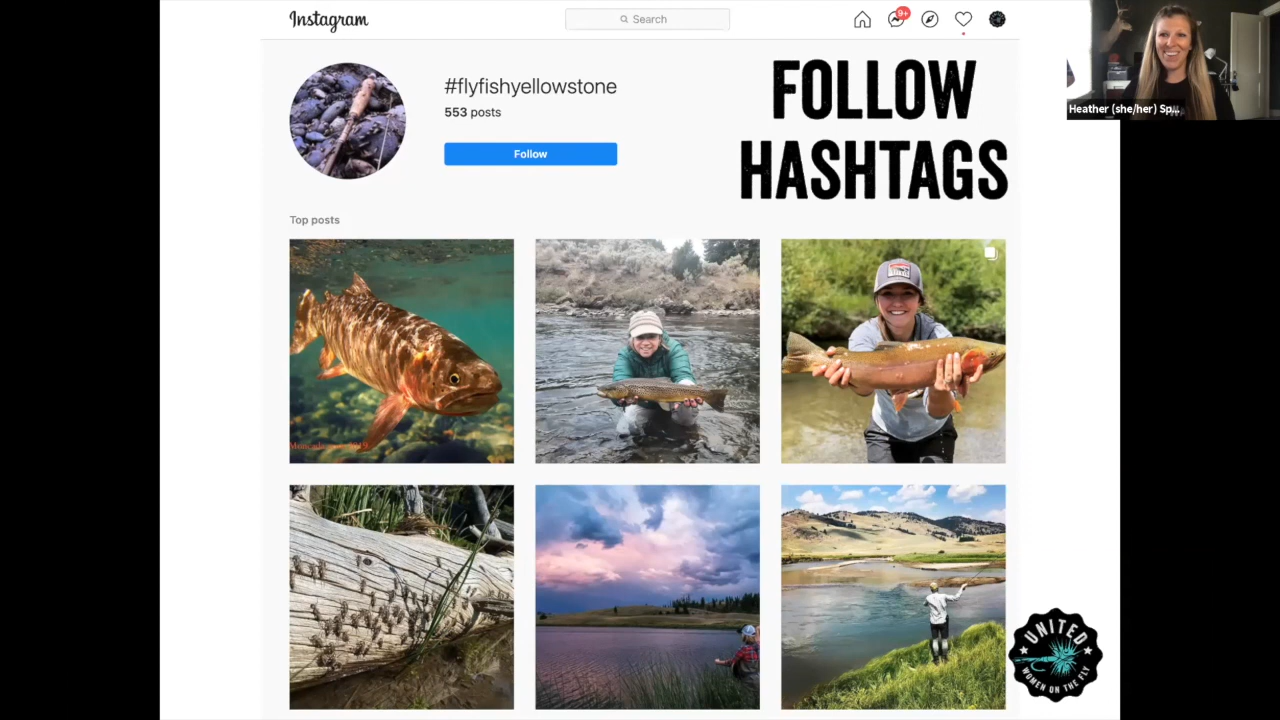 Instagram
Search
9+
Heather (she/her) Sp...
#flyfishyellowstone
553 posts
Follow
FOLLOW
HASHTAGS
Top posts
UNITED
WOMEN ON THE FLY